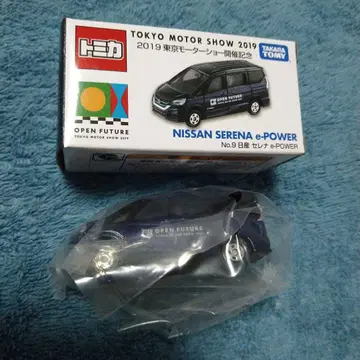 トミカ
TOKYO MOTOR SHOW 2019
2019 東京モーターショー開催記念
TAKARA TOMY
OPEN FUTURE
OPEN FUTURE
TOKYO MOTOR SHOW 2019
NISSAN SERENA e-POWER
No.9 日産 セレナ e-POWER
OPEN FUTURE